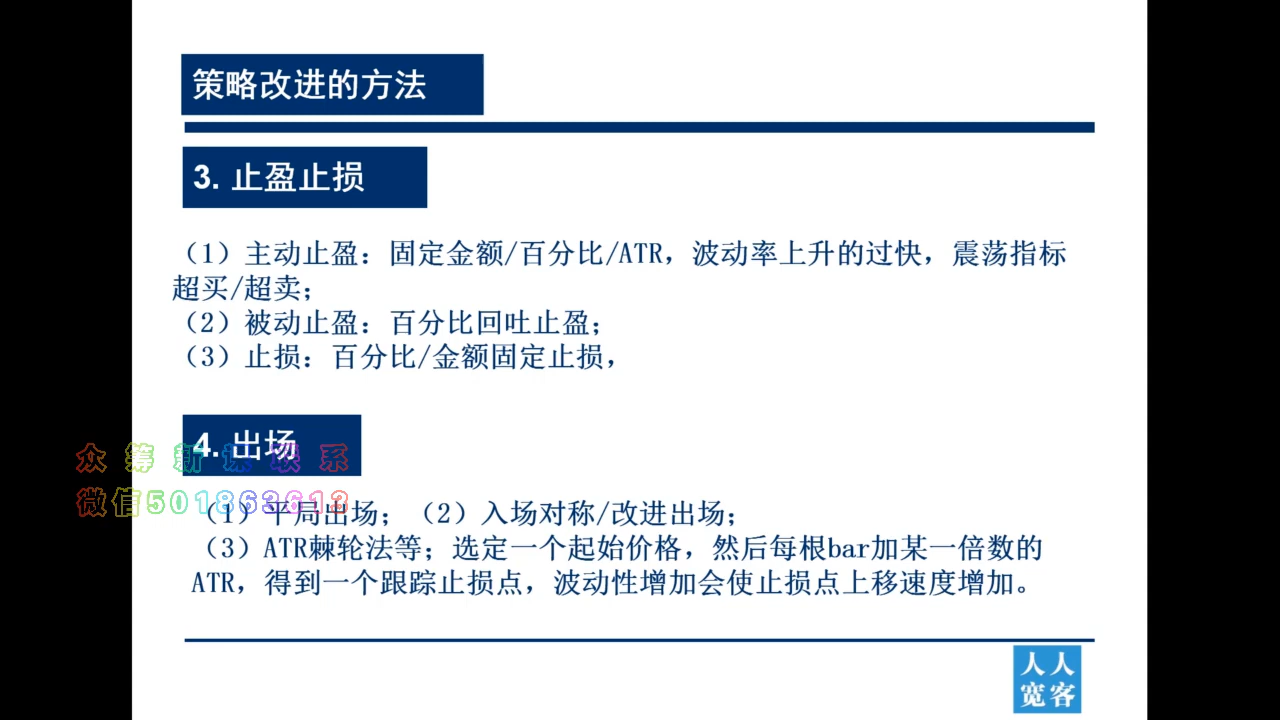 策略改进的方法
3. 止盈止损
（1）主动止盈：固定金额/百分比/ATR，波动率上升的过快，震荡指标
超买/超卖；
（2）被动止盈：百分比回吐止盈；
（3）止损：百分比/金额固定止损，
4. 出场
众筹新课联系
微信501863613
（1）平局出场；（2）入场对称/改进出场；
（3）ATR棘轮法等；选定一个起始价格，然后每根bar加某一倍数的
ATR，得到一个跟踪止损点，波动性增加会使止损点上移速度增加。
人人
宽客